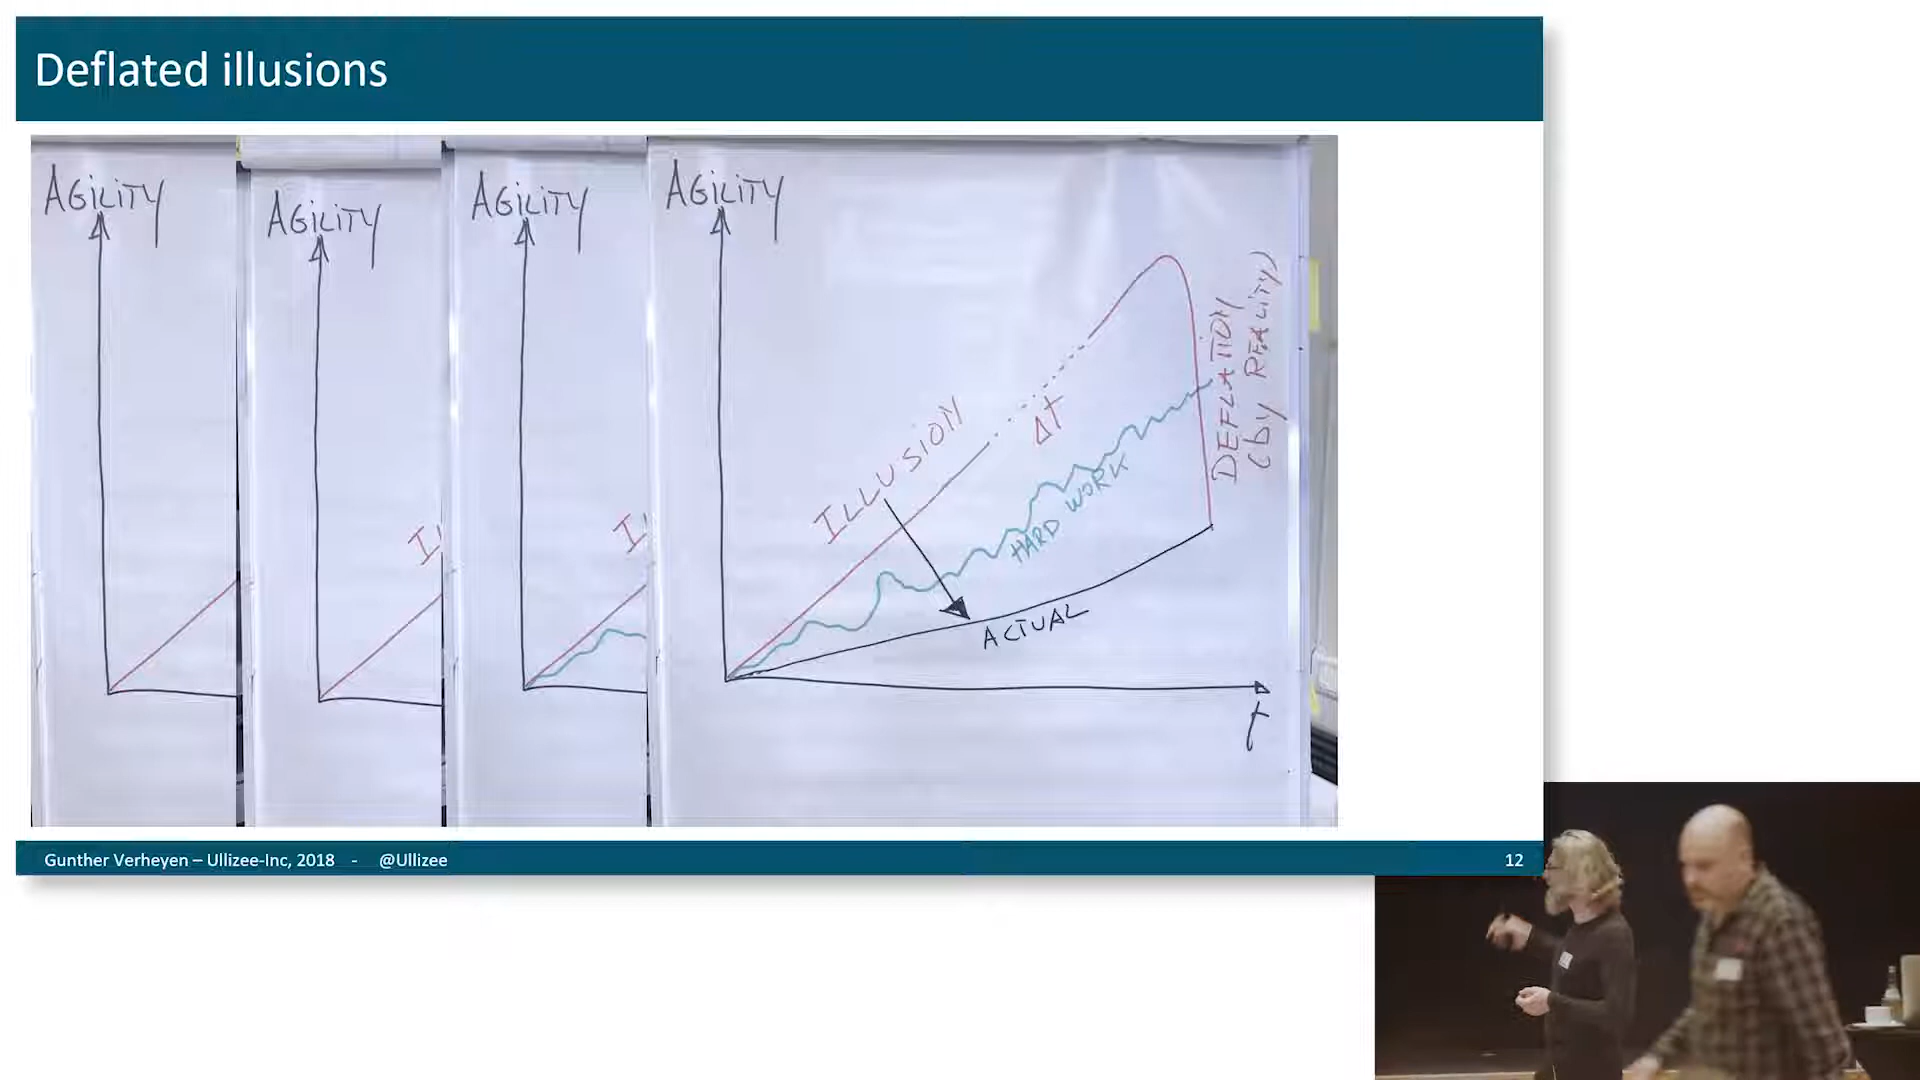 Deflated illusions
AGiLiTY
AGiLiTY
I
AGiLiTY
I
AGiLiTY
ILLUSiON
Δt
HARD WORK
ACTUAL
DEFLATiON
(by REALiTY)
t
Gunther Verheyen – Ullizee-Inc, 2018 - @Ullizee
12